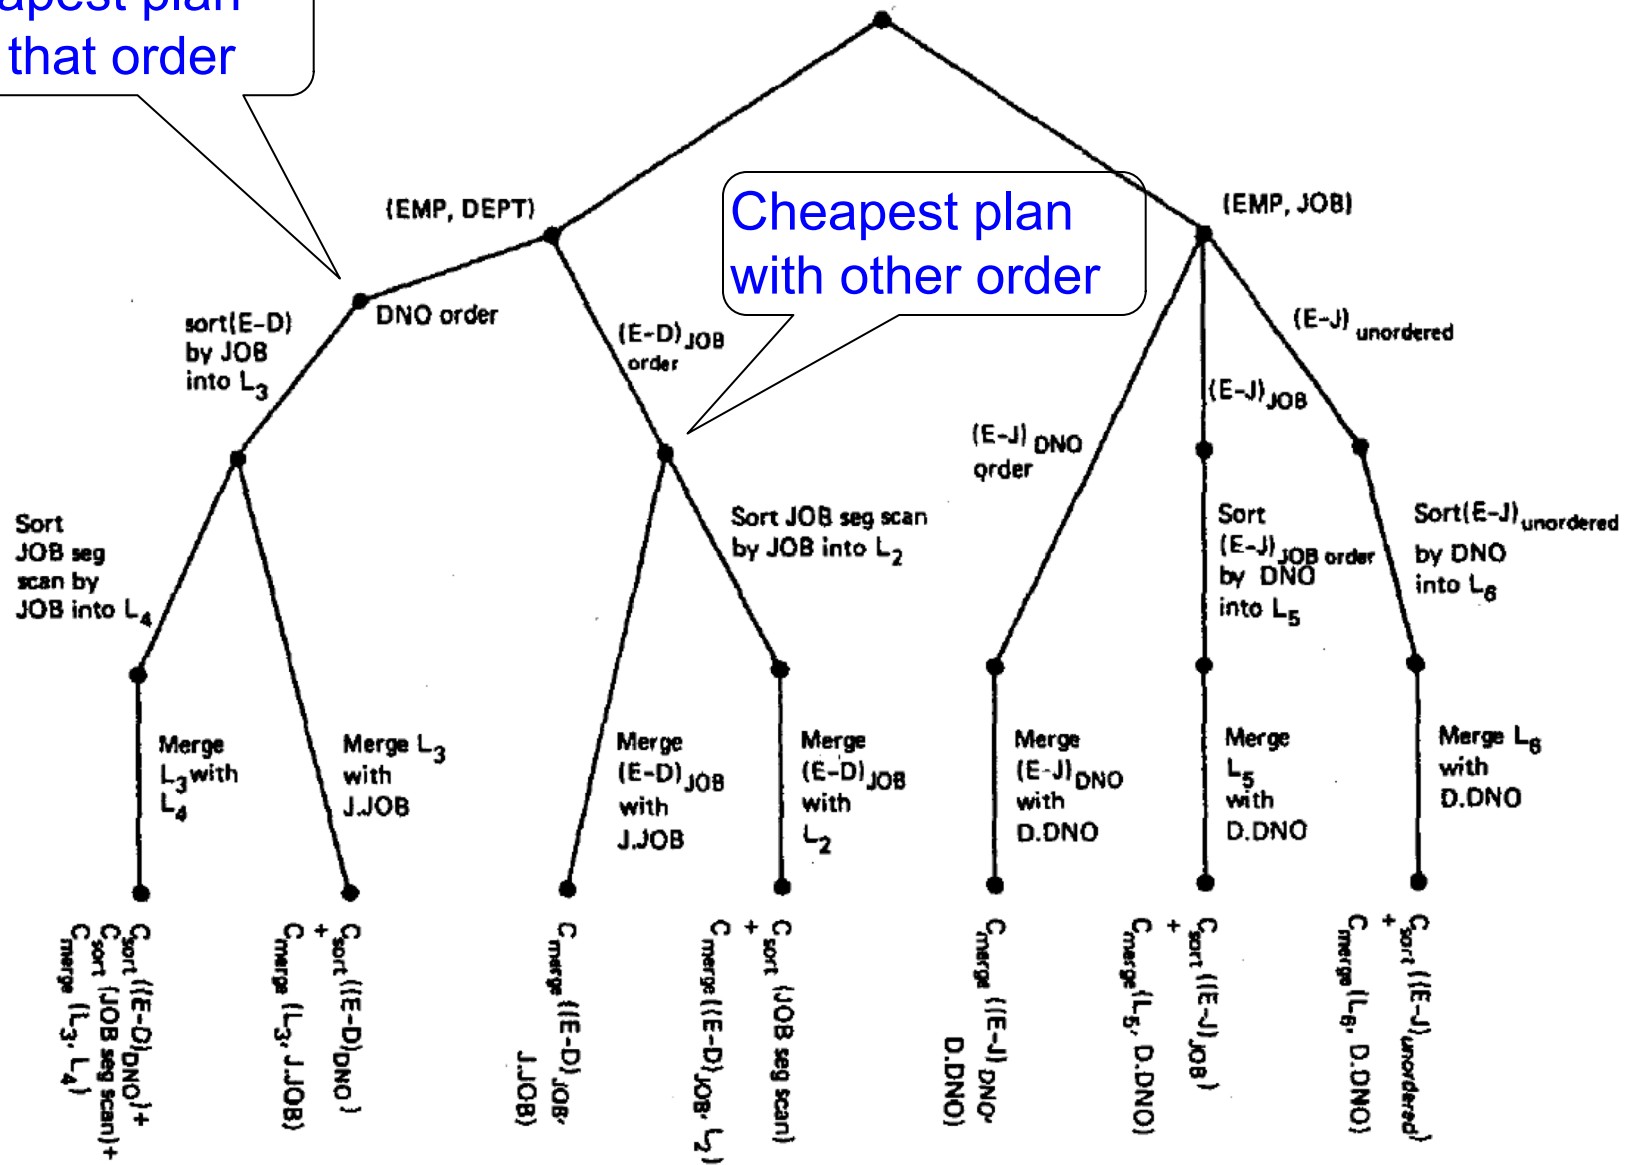 apest plan
that order
Cheapest plan
with other order
(EMP, DEPT)
(EMP, JOB)
DNO order
sort(E-D)
by JOB
into L3
(E-D)JOB
order
(E-J)unordered
(E-J)JOB
(E-J)DNO
order
Sort
JOB seg
scan by
JOB into L4
Sort JOB seg scan
by JOB into L2
Sort
(E-J)JOB order
by DNO
into L5
Sort(E-J)unordered
by DNO
into L6
Merge
L3 with
L4
Merge L3
with
J.JOB
Merge
(E-D)JOB
with
J.JOB
Merge
(E-D)JOB
with
L2
Merge
(E-J)DNO
with
D.DNO
Merge
L5
with
D.DNO
Merge L6
with
D.DNO
Csort((E-D)DNO)+
Csort (JOB seg scan)+
Cmerge (L3, L4)
Csort((E-D)DNO)
+
Cmerge (L3, J.JOB)
Cmerge ((E-D)JOB,
J.JOB)
Csort (JOB seg scan)
+
Cmerge((E-D)JOB, L2)
Cmerge ((E-J)DNO,
D.DNO)
Csort ((E-J)JOB)
+
Cmerge(L5, D.DNO)
Csort ((E-J)unordered)
+
Cmerge (L6, D.DNO)